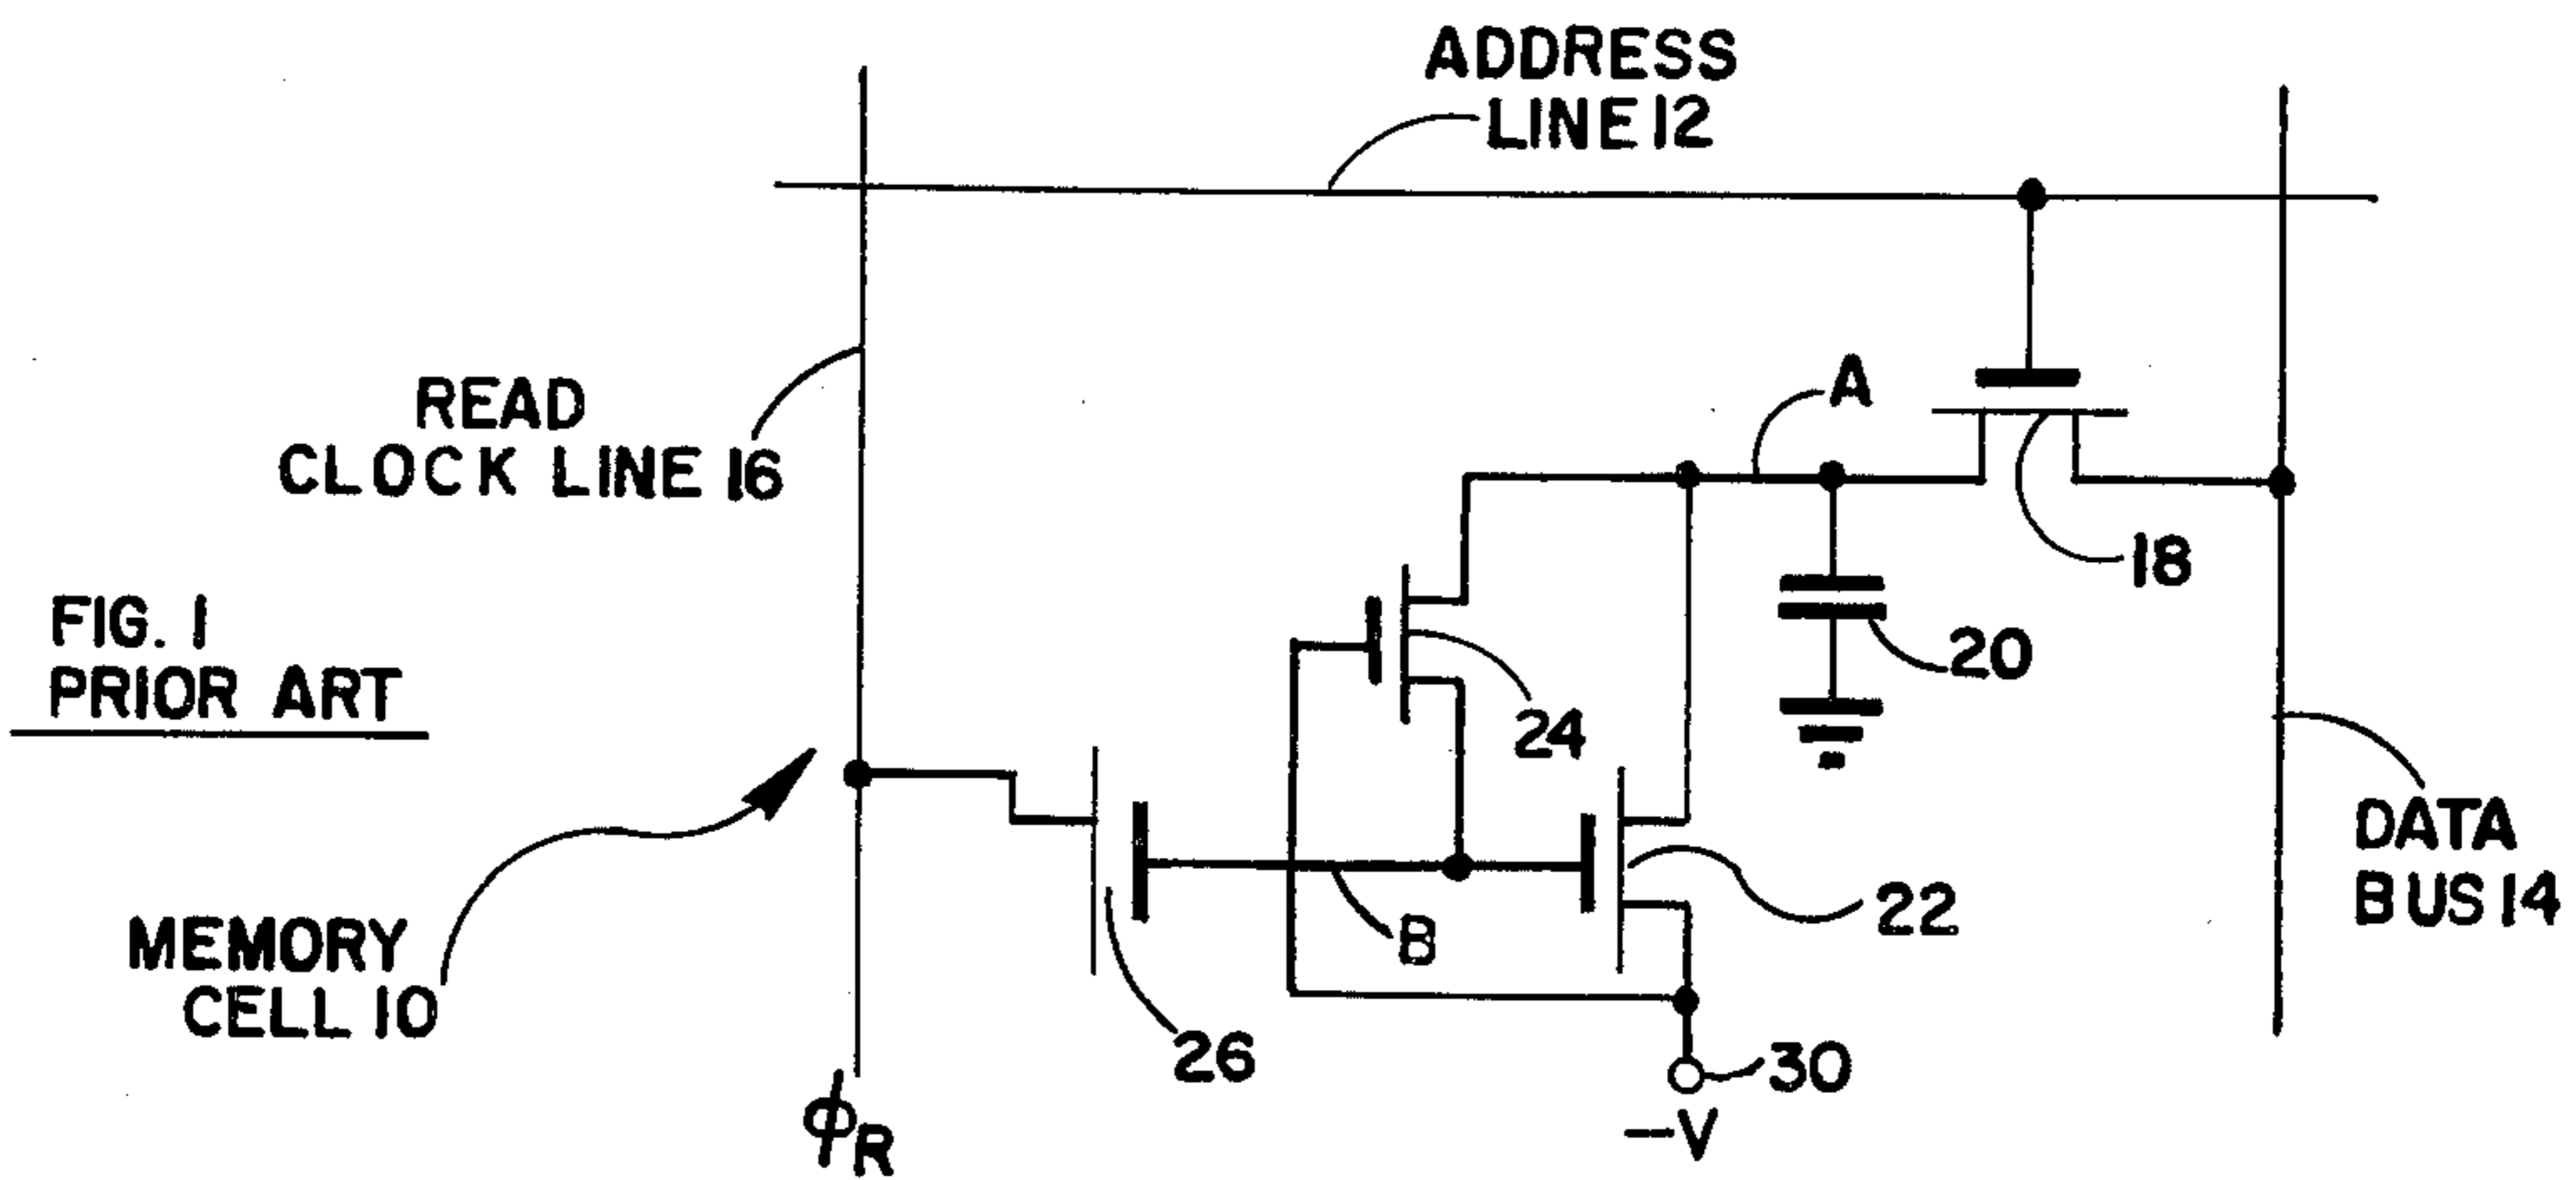 ADDRESS
LINE 12
READ
CLOCK LINE 16
A
18
FIG. 1
PRIOR ART
20
24
DATA
BUS 14
22
B
MEMORY
CELL 10
26
30
ϕR
–V